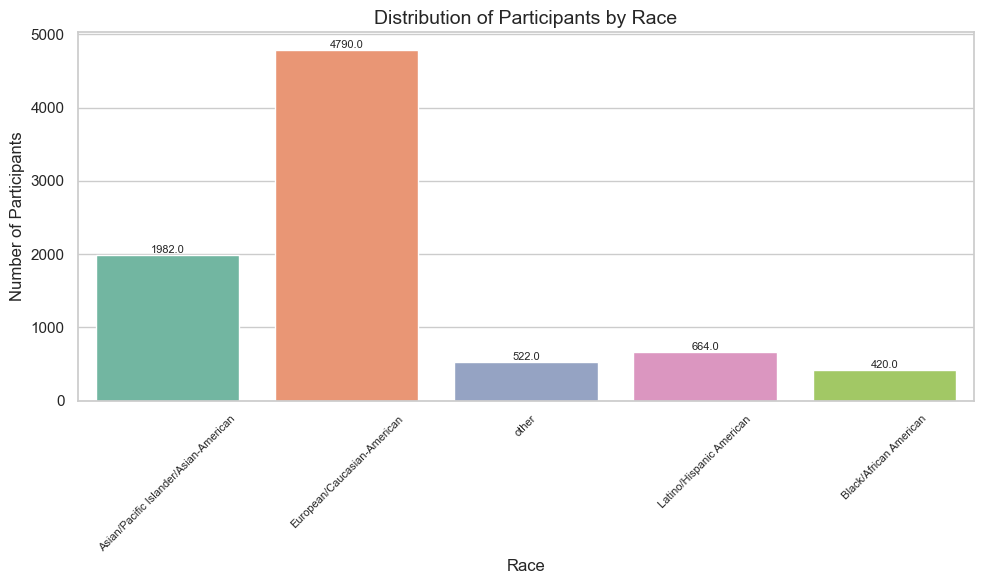 Distribution of Participants by Race
Number of Participants
5000
4000
3000
2000
1000
0
1982.0
4790.0
522.0
664.0
420.0
Asian/Pacific Islander/Asian-American
European/Caucasian-American
other
Latino/Hispanic American
Black/African American
Race